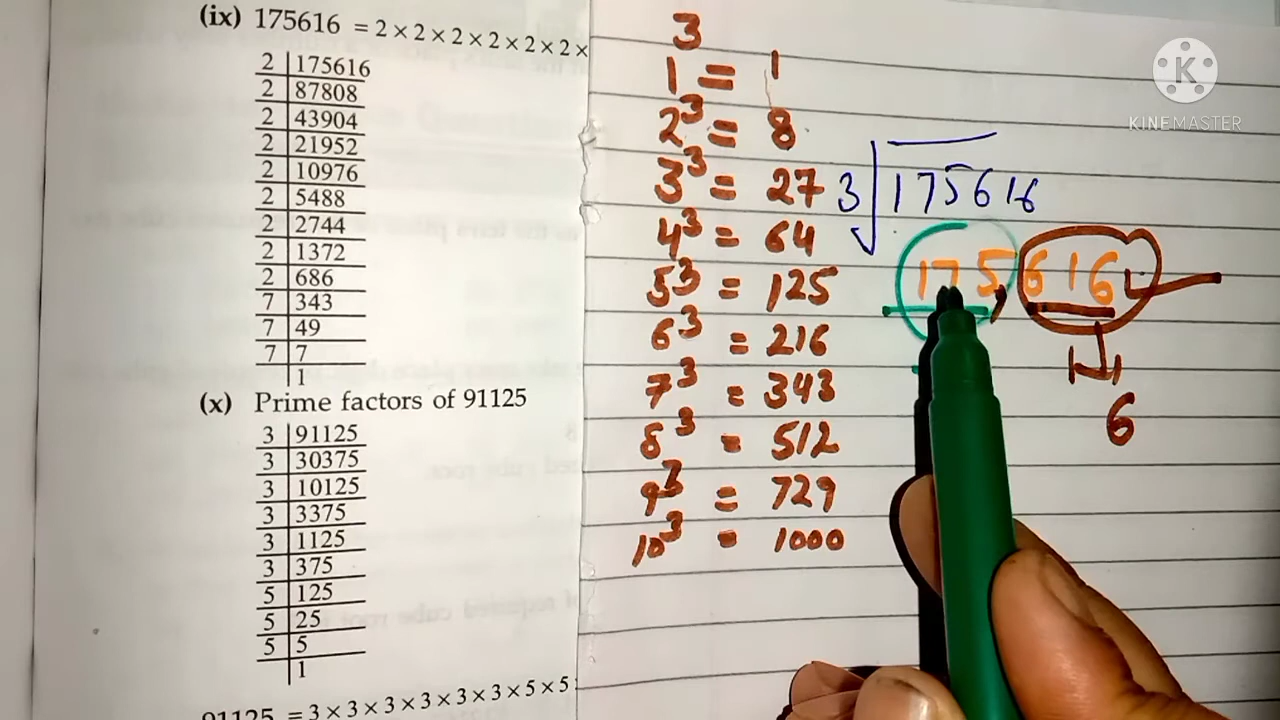 (ix) 175616 = 2 × 2 × 2 × 2 × 2 × 2 ×
2 | 175616
2 | 87808
2 | 43904
2 | 21952
2 | 10976
2 | 5488
2 | 2744
2 | 1372
2 | 686
7 | 343
7 | 49
7 | 7
| 1
(x) Prime factors of 91125
3 | 91125
3 | 30375
3 | 10125
3 | 3375
3 | 1125
3 | 375
5 | 125
5 | 25
5 | 5
| 1
91125 = 3 × 3 × 3 × 3 × 3 × 3 × 5 × 5
1³ = 1
2³ = 8
3³ = 27
4³ = 64
5³ = 125
6³ = 216
7³ = 343
8³ = 512
9³ = 729
10³ = 1000
3√175616
175,616
6
K
KINEMASTER